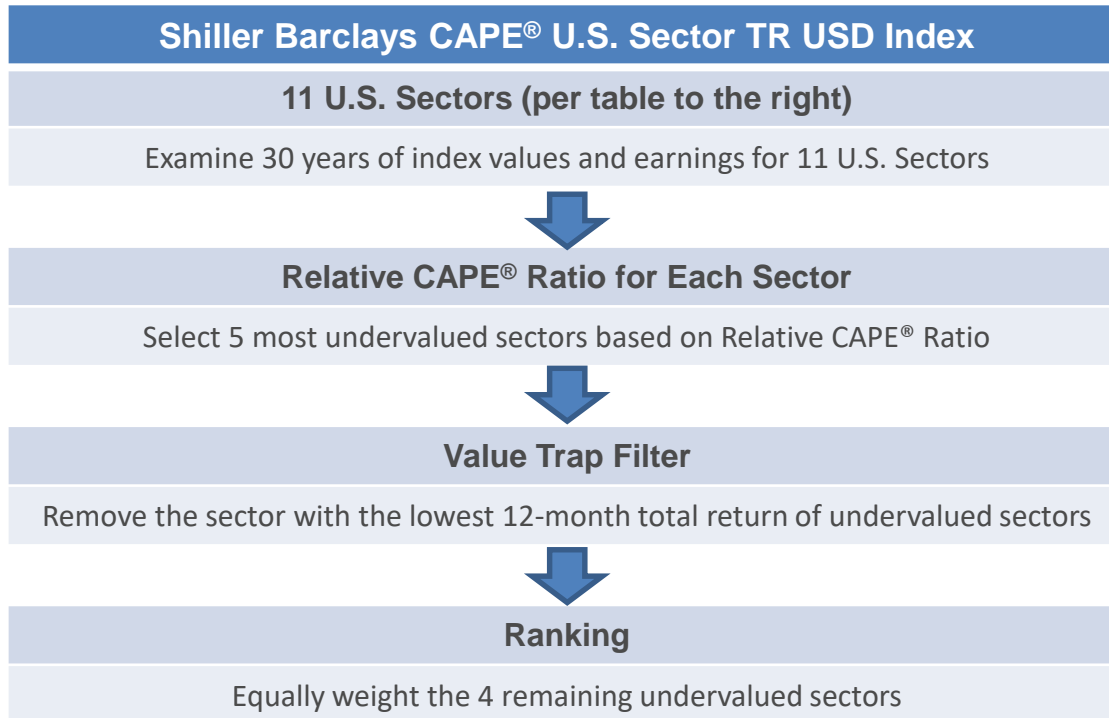 Shiller Barclays CAPE® U.S. Sector TR USD Index
11 U.S. Sectors (per table to the right)
Examine 30 years of index values and earnings for 11 U.S. Sectors
Relative CAPE® Ratio for Each Sector
Select 5 most undervalued sectors based on Relative CAPE® Ratio
Value Trap Filter
Remove the sector with the lowest 12-month total return of undervalued sectors
Ranking
Equally weight the 4 remaining undervalued sectors